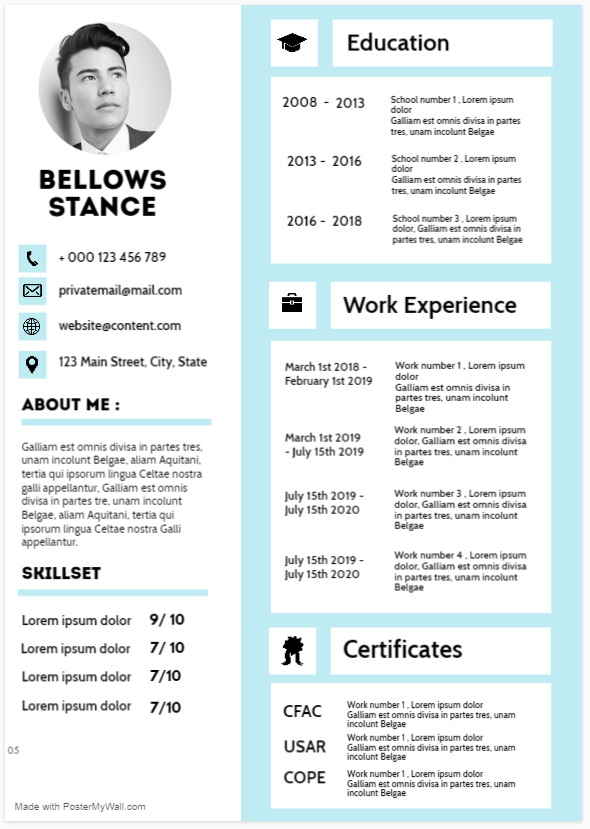 BELLOWS
STANCE
+ 000 123 456 789
privatemail@mail.com
website@content.com
123 Main Street, City, State
ABOUT ME :
Galliam est omnis divisa in partes tres,
unam incolunt Belgae, aliam Aquitani,
tertia qui ipsorum lingua Celtae nostra
galli appellantur, Galliam est omnis
divisa in partes tre, unam incolunt
Belgae, aliam Aquitani, tertia qui
ipsorum lingua Celtae nostra Galli
appellantur.
SKILLSET
Lorem ipsum dolor 9/ 10
Lorem ipsum dolor 7/ 10
Lorem ipsum dolor 7/10
Lorem ipsum dolor 7/10
05
Made with PosterMyWall.com
Education
2008 - 2013
School number 1 , Lorem ipsum
dolor
Galliam est omnis divisa in partes
tres, unam incolunt Belgae
2013 - 2016
School number 2 , Lorem ipsum
dolor
Galliam est omnis divisa in partes
tres, unam incolunt Belgae
2016 - 2018
School number 3 , Lorem ipsum
dolor, Galliam est omnis divisa in
partes tres, unam incolunt Belgae
Work Experience
March 1st 2018 -
February 1st 2019
Work number 1 , Lorem ipsum
dolor
Galliam est omnis divisa in
partes tres, unam incolunt
Belgae
March 1st 2019
- July 15th 2019
Work number 2 , Lorem ipsum
dolor, Galliam est omnis divisa in
partes tres, unam incolunt
Belgae
July 15th 2019 -
July 15th 2020
Work number 3 , Lorem ipsum
dolor, Galliam est omnis divisa in
partes tres, unam incolunt
Belgae
July 15th 2019 -
July 15th 2020
Work number 4 , Lorem ipsum
dolor, Galliam est omnis divisa in
partes tres, unam incolunt
Belgae
Certificates
CFAC
Work number 1 , Lorem ipsum dolor
Galliam est omnis divisa in partes tres, unam
incolunt Belgae
USAR
Work number 1 , Lorem ipsum dolor
Galliam est omnis divisa in partes tres, unam
incolunt Belgae
COPE
Work number 1 , Lorem ipsum dolor
Galliam est omnis divisa in partes tres, unam
incolunt Belgae